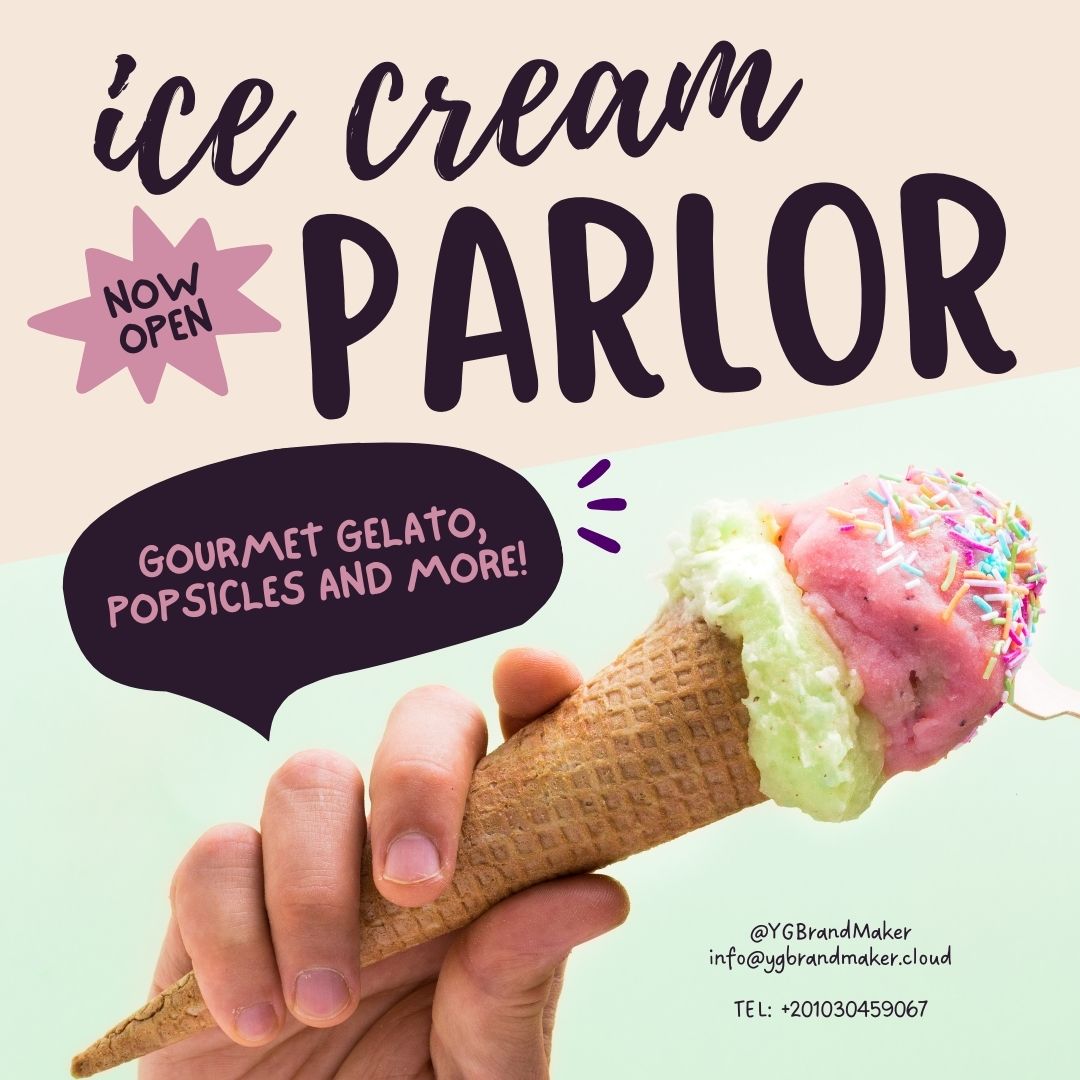 ice cream
PARLOR
NOW
OPEN
GOURMET GELATO,
POPSICLES AND MORE!
@YGBrandMaker
info@ygbrandmaker.cloud
TEL: +201030459067